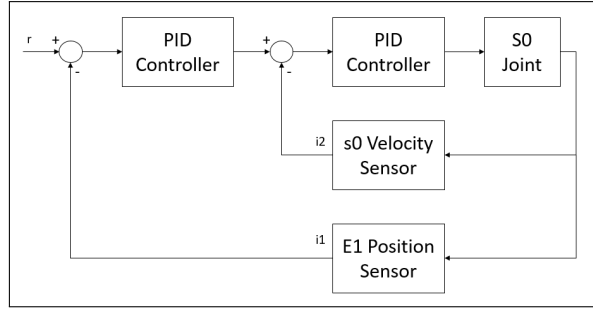 r
+
-
PID
Controller
+
-
PID
Controller
S0
Joint
i2
s0 Velocity
Sensor
i1
E1 Position
Sensor